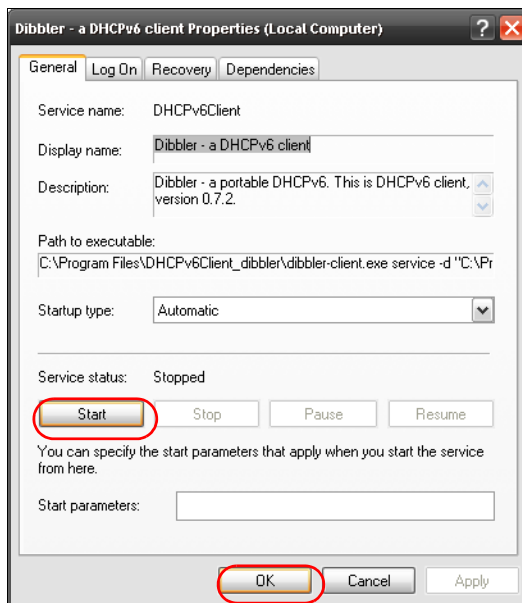 Dibbler - a DHCPv6 client Properties (Local Computer)
General Log On Recovery Dependencies
Service name: DHCPv6Client
Display name: Dibbler - a DHCPv6 client
Description: Dibbler - a portable DHCPv6. This is DHCPv6 client,
version 0.7.2.
Path to executable:
C:\Program Files\DHCPv6Client_dibbler\dibbler-client.exe service -d "C:\Pr
Startup type: Automatic
Service status: Stopped
Start Stop Pause Resume
You can specify the start parameters that apply when you start the service
from here.
Start parameters:
OK Cancel Apply